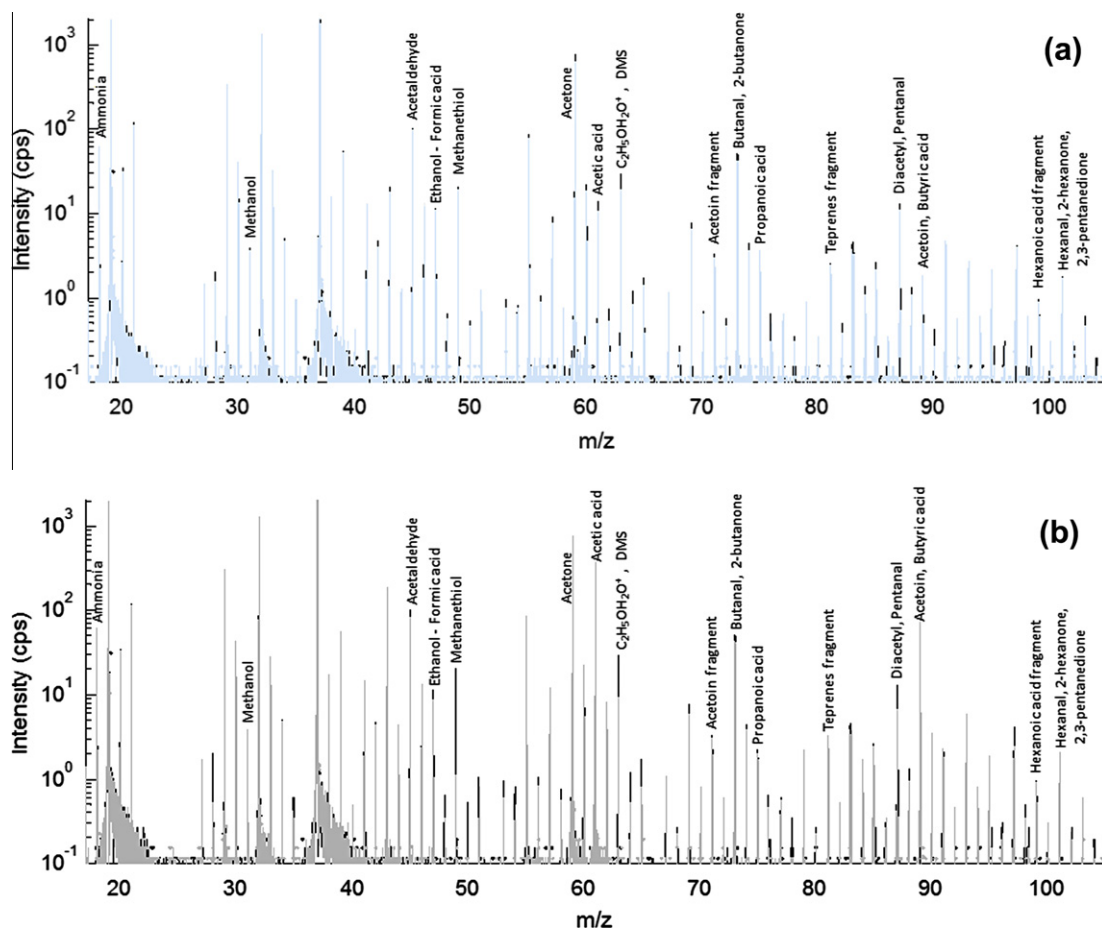 (a)
Intensity (cps)
10³
10²
10¹
10⁰
10⁻¹
Ammonia
Methanol
Acetaldehyde
Ethanol - Formic acid
Methanethiol
Acetone
Acetic acid
C₂H₅OH₂O⁺ , DMS
Acetoin fragment
Butanal, 2-butanone
Propanoic acid
Teprenes fragment
Diacetyl, Pentanal
Acetoin, Butyric acid
Hexanoic acid fragment
Hexanal, 2-hexanone,
2,3-pentanedione
20 30 40 50 60 70 80 90 100
m/z
(b)
Intensity (cps)
10³
10²
10¹
10⁰
10⁻¹
Ammonia
Methanol
Acetaldehyde
Ethanol - Formic acid
Methanethiol
Acetone
Acetic acid
C₂H₅OH₂O⁺ , DMS
Acetoin fragment
Butanal, 2-butanone
Propanoic acid
Teprenes fragment
Diacetyl, Pentanal
Acetoin, Butyric acid
Hexanoic acid fragment
Hexanal, 2-hexanone,
2,3-pentanedione
20 30 40 50 60 70 80 90 100
m/z